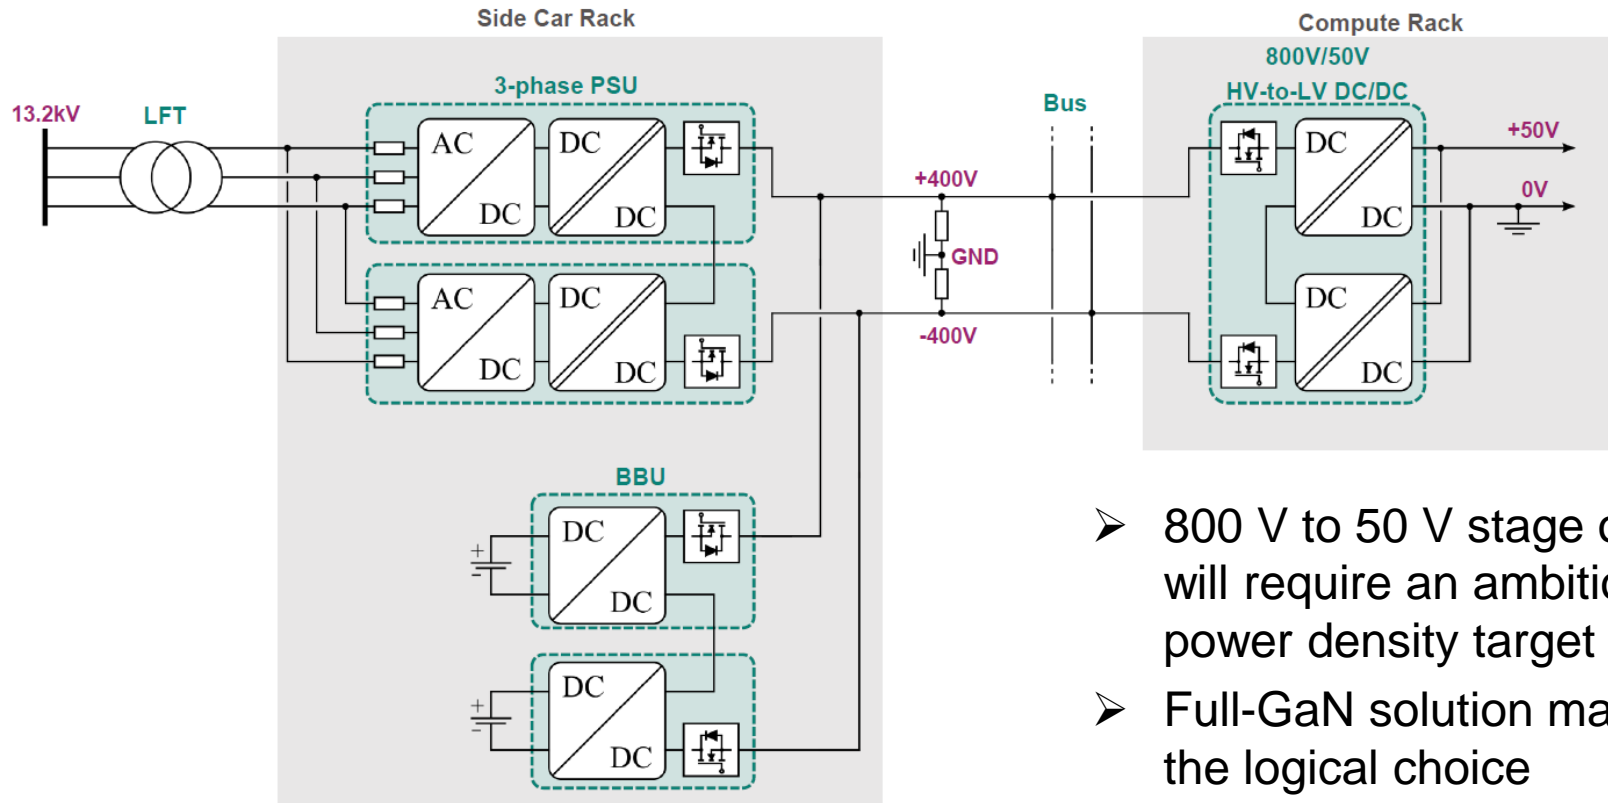 Side Car Rack
Compute Rack
800V/50V
HV-to-LV DC/DC
3-phase PSU
13.2kV
LFT
Bus
AC
DC
DC
DC
+400V
GND
-400V
AC
DC
DC
DC
DC
DC
+50V
0V
DC
DC
BBU
+
-
DC
DC
+
-
DC
DC
➢ 800 V to 50 V stage
will require an
power density target
➢ Full-GaN solution
the logical choice